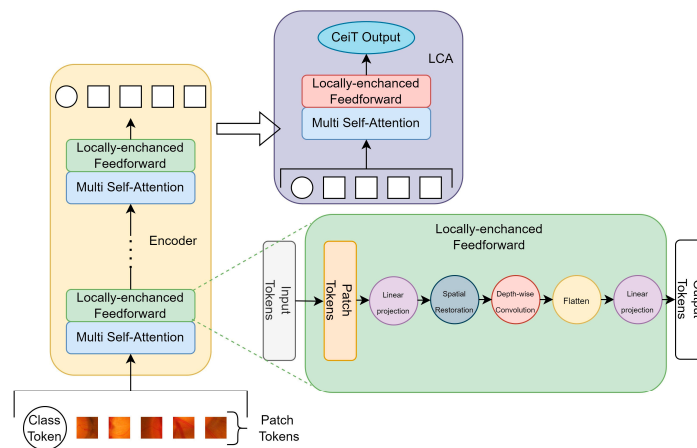 CeiT Output
LCA
Locally-enchanced
Feedforward
Multi Self-Attention
Locally-enchanced
Feedforward
Multi Self-Attention
Encoder
Locally-enchanced
Feedforward
Multi Self-Attention
Class
Token
Patch
Tokens
Locally-enchanced
Feedforward
Input
Tokens
Patch
Tokens
Linear
projection
Spatial
Restoration
Depth-wise
Convolution
Flatten
Linear
projection
Output
Tokens